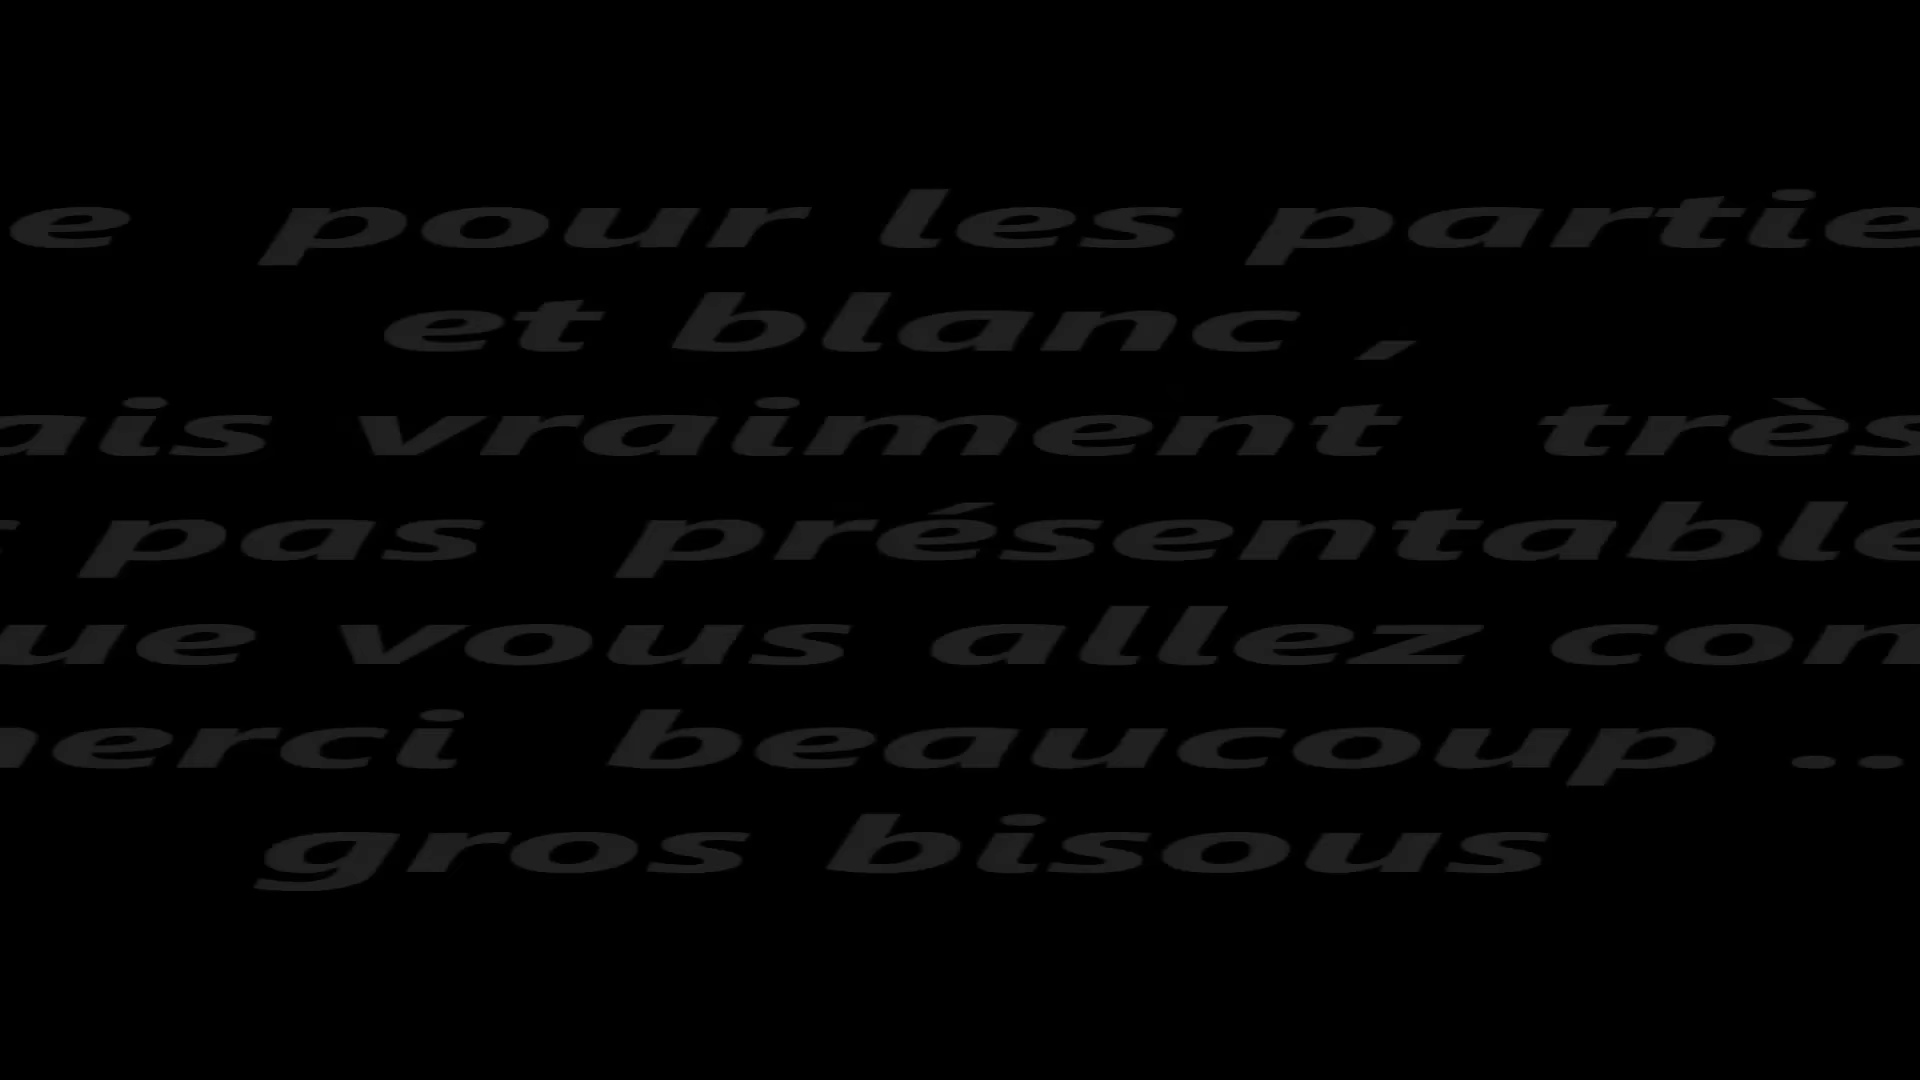 e pour les partie
et blanc ,
ais vraiment très
pas présentable
ue vous allez con
erci beaucoup ..
gros bisous